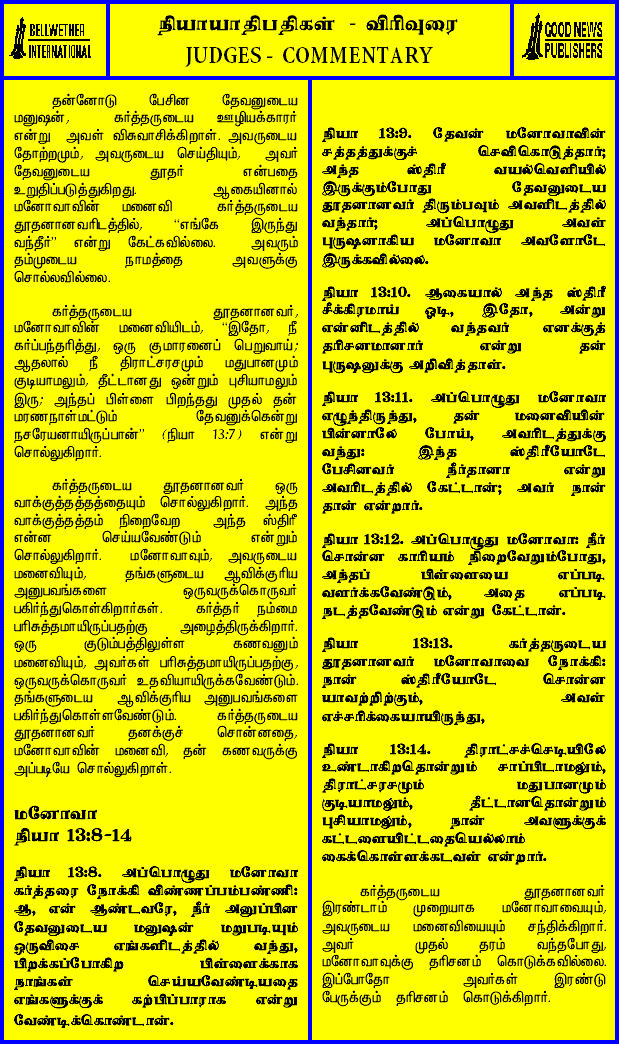 BELLWETHER
INTERNATIONAL
நியாயாதிபதிகள் - விரிவுரை
JUDGES - COMMENTARY
GOOD NEWS
PUBLISHERS
தன்னோடு பேசின தேவனுடைய
மனுஷன், கர்த்தருடைய ஊழியக்காரர்
என்று அவள் விசுவாசிக்கிறாள். அவருடைய
தோற்றமும், அவருடைய செய்தியும், அவர்
தேவனுடைய தூதர் என்பதை
உறுதிப்படுத்துகிறது. ஆகையினால்
மனோவாவின் மனைவி கர்த்தருடைய
தூதனானவரிடத்தில், “எங்கே இருந்து
வந்தீர்” என்று கேட்கவில்லை. அவரும்
தம்முடைய நாமத்தை அவளுக்கு
சொல்லவில்லை.
கர்த்தருடைய தூதனானவர்,
மனோவாவின் மனைவியிடம், “இதோ, நீ
கர்ப்பந்தரித்து, ஒரு குமாரனைப் பெறுவாய்;
ஆதலால் நீ திராட்சரசமும் மதுபானமும்
குடியாமலும், தீட்டானது ஒன்றும் புசியாமலும்
இரு; அந்தப் பிள்ளை பிறந்தது முதல் தன்
மரணநாள்மட்டும் தேவனுக்கென்று
நசரேயனாயிருப்பான்” (நியா 13:7) என்று
சொல்லுகிறார்.
கர்த்தருடைய தூதனானவர் ஒரு
வாக்குத்தத்தத்தையும் சொல்லுகிறார். அந்த
வாக்குத்தத்தம் நிறைவேற அந்த ஸ்திரீ
என்ன செய்யவேண்டும் என்றும்
சொல்லுகிறார். மனோவாவும், அவருடைய
மனைவியும், தங்களுடைய ஆவிக்குரிய
அனுபவங்களை ஒருவருக்கொருவர்
பகிர்ந்துகொள்கிறார்கள். கர்த்தர் நம்மை
பரிசுத்தமாயிருப்பதற்கு அழைத்திருக்கிறார்.
ஒரு குடும்பத்திலுள்ள கணவனும்
மனைவியும், அவர்கள் பரிசுத்தமாயிருப்பதற்கு,
ஒருவருக்கொருவர் உதவியாயிருக்கவேண்டும்.
தங்களுடைய ஆவிக்குரிய அனுபவங்களை
பகிர்ந்துகொள்ளவேண்டும். கர்த்தருடைய
தூதனானவர் தனக்குச் சொன்னதை,
மனோவாவின் மனைவி, தன் கணவருக்கு
அப்படியே சொல்லுகிறாள்.
மனோவா
நியா 13:8-14
நியா 13:8. அப்பொழுது மனோவா
கர்த்தரை நோக்கி விண்ணப்பம்பண்ணி:
ஆ, என் ஆண்டவரே, நீர் அனுப்பின
தேவனுடைய மனுஷன் மறுபடியும்
ஒருவிசை எங்களிடத்தில் வந்து,
பிறக்கப்போகிற பிள்ளைக்காக
நாங்கள் செய்யவேண்டியதை
எங்களுக்குக் கற்பிப்பாராக என்று
வேண்டிக்கொண்டான்.
நியா 13:9. தேவன் மனோவாவின்
சத்தத்துக்குச் செவிகொடுத்தார்;
அந்த ஸ்திரீ வயல்வெளியில்
இருக்கும்போது தேவனுடைய
தூதனானவர் திரும்பவும் அவளிடத்தில்
வந்தார்; அப்பொழுது அவள்
புருஷனாகிய மனோவா அவளோடே
இருக்கவில்லை.
நியா 13:10. ஆகையால் அந்த ஸ்திரீ
சீக்கிரமாய் ஓடி, இதோ, அன்று
என்னிடத்தில் வந்தவர் எனக்குத்
தரிசனமானார் என்று தன்
புருஷனுக்கு அறிவித்தாள்.
நியா 13:11. அப்பொழுது மனோவா
எழுந்திருந்து, தன் மனைவியின்
பின்னாலே போய், அவரிடத்துக்கு
வந்து: இந்த ஸ்திரீயோடே
பேசினவர் நீர்தானா என்று
அவரிடத்தில் கேட்டான்; அவர் நான்
தான் என்றார்.
நியா 13:12. அப்பொழுது மனோவா: நீர்
சொன்ன காரியம் நிறைவேறும்போது,
அந்தப் பிள்ளையை எப்படி
வளர்க்கவேண்டும், அதை எப்படி
நடத்தவேண்டும் என்று கேட்டான்.
நியா 13:13. கர்த்தருடைய
தூதனானவர் மனோவாவை நோக்கி:
நான் ஸ்திரீயோடே சொன்ன
யாவற்றிற்கும், அவள்
எச்சரிக்கையாயிருந்து,
நியா 13:14. திராட்சச்செடியிலே
உண்டாகிறதொன்றும் சாப்பிடாமலும்,
திராட்சரசமும் மதுபானமும்
குடியாமலும், தீட்டானதொன்றும்
புசியாமலும், நான் அவளுக்குக்
கட்டளையிட்டதையெல்லாம்
கைக்கொள்ளக்கடவள் என்றார்.
கர்த்தருடைய தூதனானவர்
இரண்டாம் முறையாக மனோவாவையும்,
அவருடைய மனைவியையும் சந்திக்கிறார்.
அவர் முதல் தரம் வந்தபோது,
மனோவாவுக்கு தரிசனம் கொடுக்கவில்லை.
இப்போதோ அவர்கள் இரண்டு
பேருக்கும் தரிசனம் கொடுக்கிறார்.